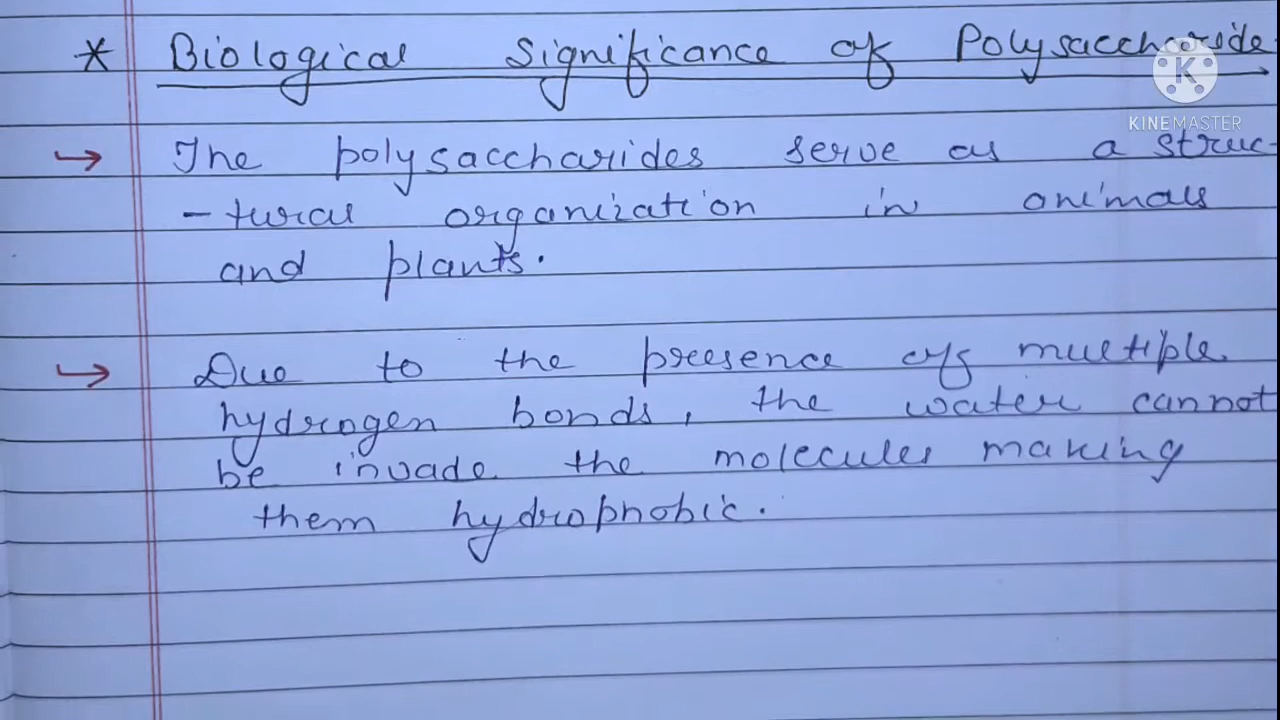 * Biological Significance of Polysaccharide
→ The polysaccharides serve as a struc-
-tural organization in animals
and plants.
→ Due to the presence of multiple
hydrogen bonds, the water cannot
be invade the molecules making
them hydrophobic.
KINEMASTER